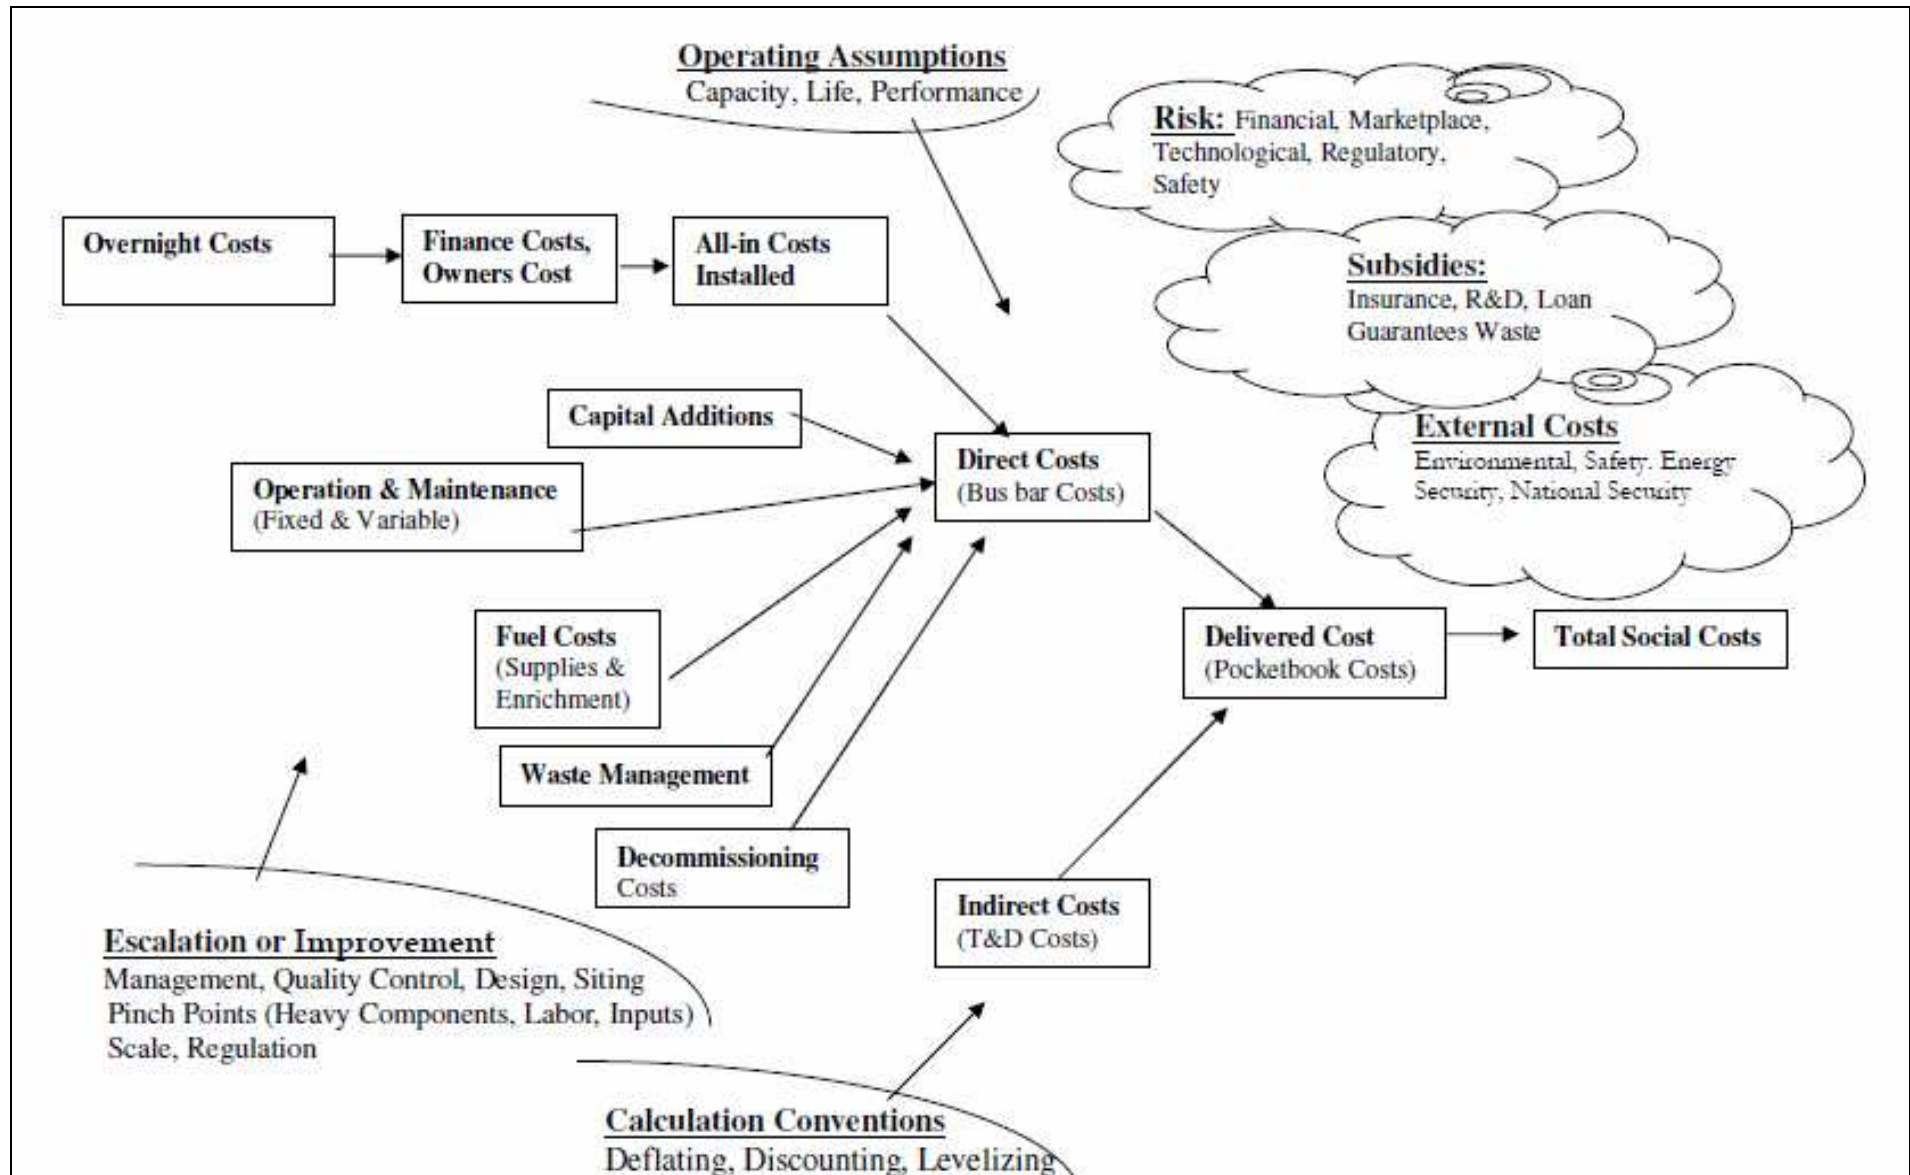 Operating Assumptions
Capacity, Life, Performance
Risk: Financial, Marketplace,
Technological, Regulatory,
Safety
Overnight Costs
Finance Costs,
Owners Cost
All-in Costs
Installed
Subsidies:
Insurance, R&D, Loan
Guarantees Waste
Capital Additions
External Costs
Environmental, Safety. Energy
Security, National Security
Direct Costs
(Bus bar Costs)
Operation & Maintenance
(Fixed & Variable)
Fuel Costs
(Supplies &
Enrichment)
Delivered Cost
(Pocketbook Costs)
Total Social Costs
Waste Management
Decommissioning
Costs
Indirect Costs
(T&D Costs)
Escalation or Improvement
Management, Quality Control, Design, Siting
Pinch Points (Heavy Components, Labor, Inputs)
Scale, Regulation
Calculation Conventions
Deflating, Discounting, Levelizing